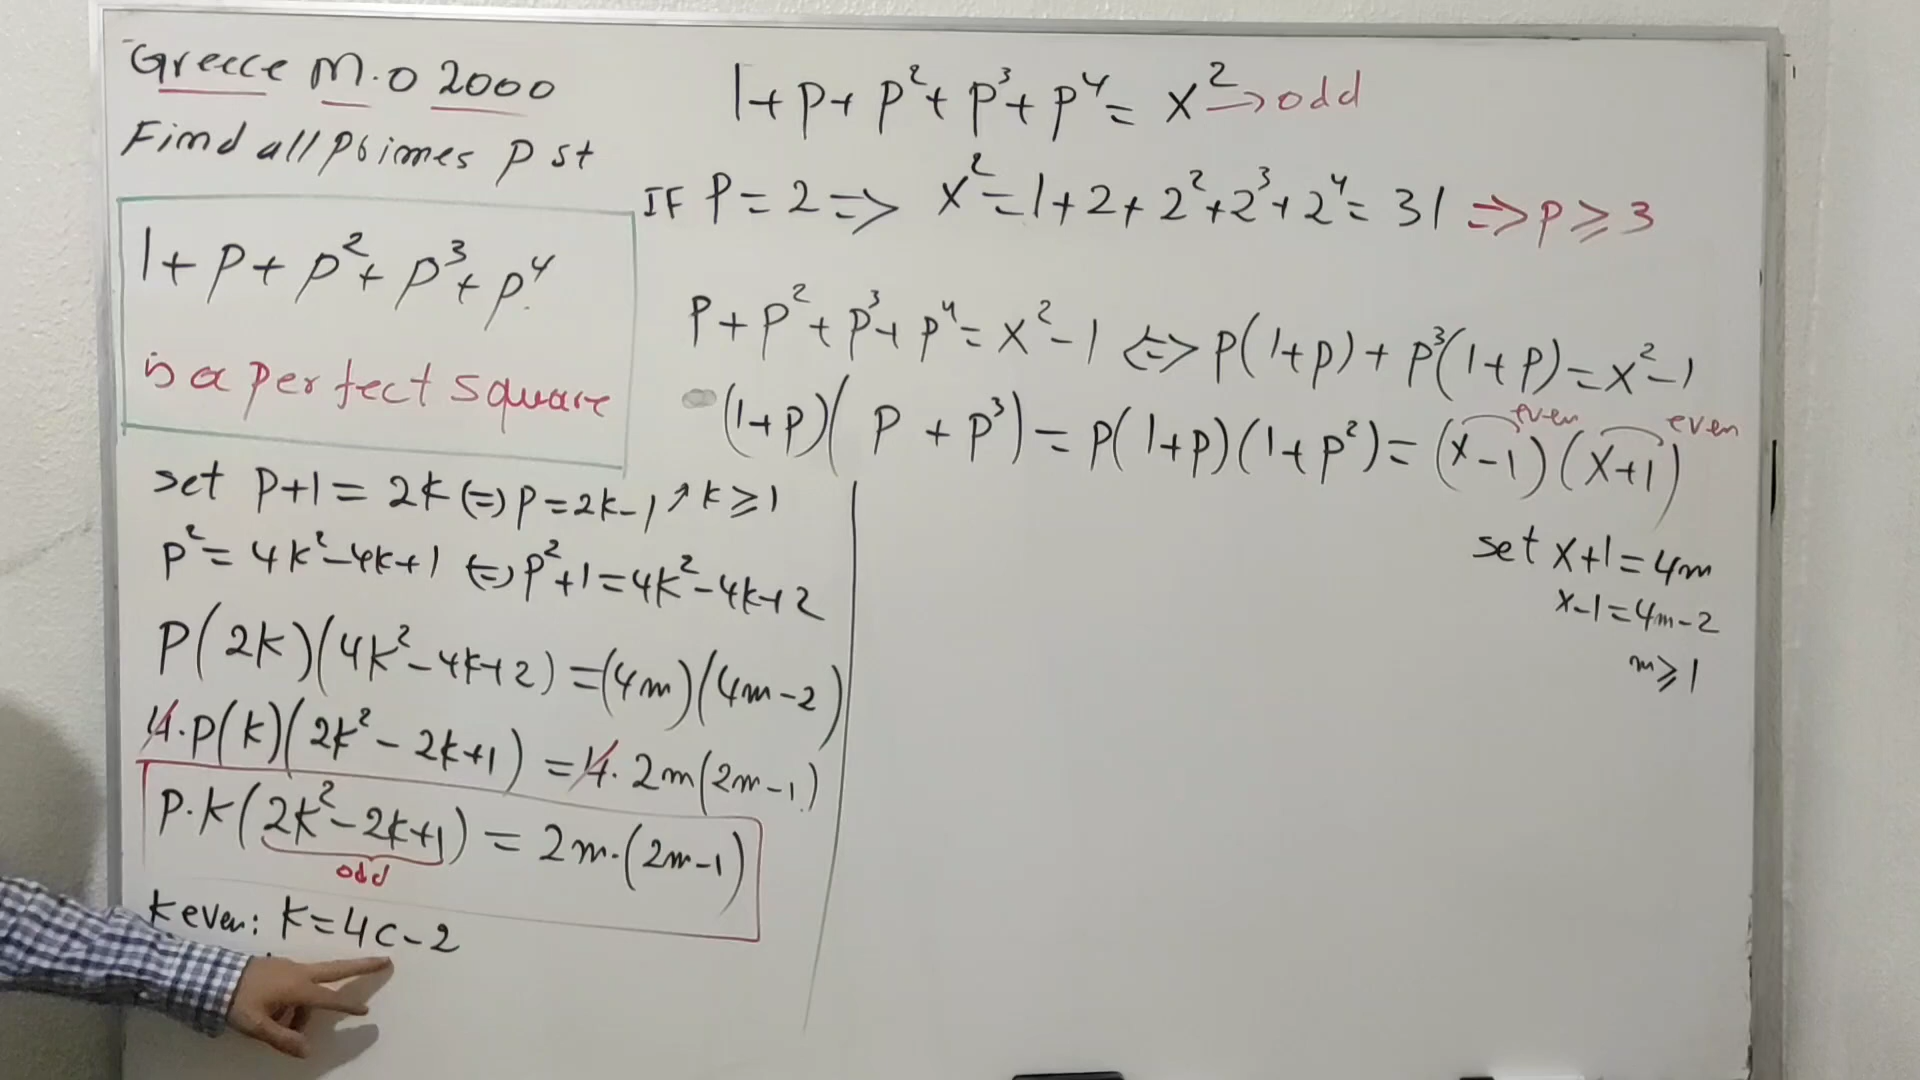 Greece M.O 2000
Find all primes p st
1+p+p²+p³+p⁴
is a perfect square
1+p+p²+p³+p⁴=x²→odd
IF p=2=> x²=1+2+2²+2³+2⁴=31 =>p≥3
p+p²+p³+p⁴=x²-1 <=> p(1+p)+p³(1+p)=x²-1
(1+p)(p+p³)=p(1+p)(1+p²)=(x-1)(x+1)
even even
set x+1=4m
x-1=4m-2
m≥1
set p+1=2k(=)p=2k-1, k≥1
p²=4k²-4k+1 (=)p²+1=4k²-4k+2
p(2k)(4k²-4k+2)=(4m)(4m-2)
4.p(k)(2k²-2k+1)=4.2m(2m-1)
p.k(2k²-2k+1)=2m.(2m-1)
odd
k even: k=4c-2